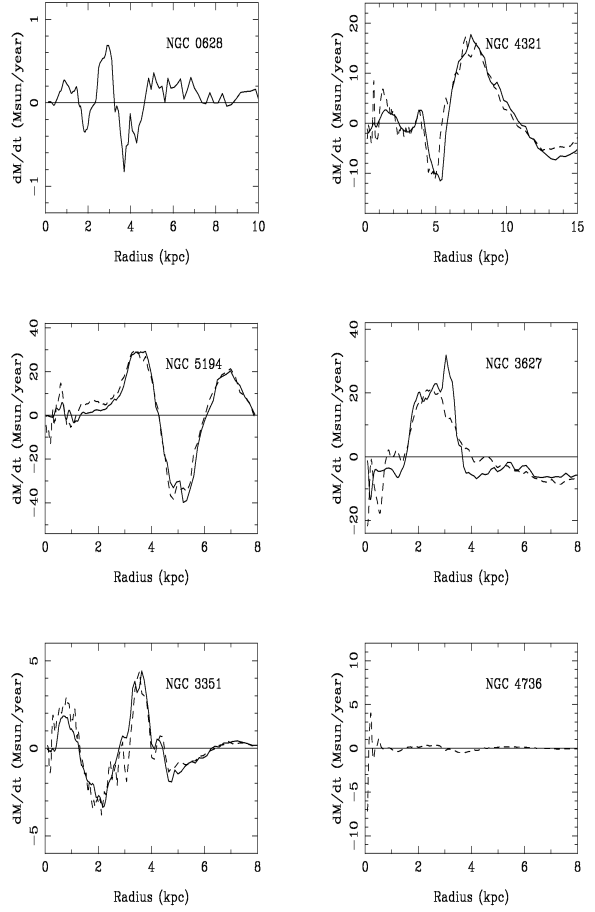 NGC 0628
dM/dt (Msun/year)
1
0
−1
0 2 4 6 8 10
Radius (kpc)
NGC 4321
dM/dt (Msun/year)
20
10
0
−10
0 5 10 15
Radius (kpc)
NGC 5194
dM/dt (Msun/year)
40
20
0
−20
−40
0 2 4 6 8
Radius (kpc)
NGC 3627
dM/dt (Msun/year)
40
20
0
−20
0 2 4 6 8
Radius (kpc)
NGC 3351
dM/dt (Msun/year)
5
0
−5
0 2 4 6 8
Radius (kpc)
NGC 4736
dM/dt (Msun/year)
10
5
0
−5
−10
0 2 4 6 8
Radius (kpc)